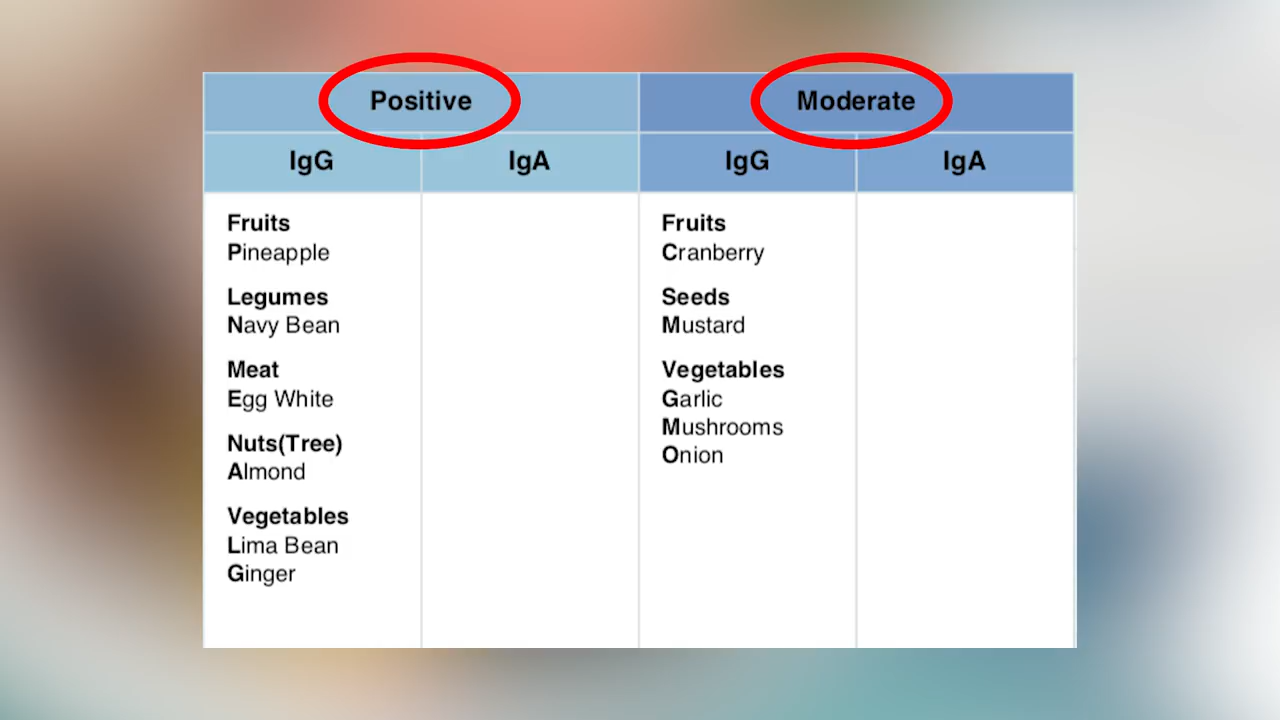 Positive
Moderate
IgG
IgA
IgG
IgA
Fruits
Pineapple
Legumes
Navy Bean
Meat
Egg White
Nuts(Tree)
Almond
Vegetables
Lima Bean
Ginger
Fruits
Cranberry
Seeds
Mustard
Vegetables
Garlic
Mushrooms
Onion